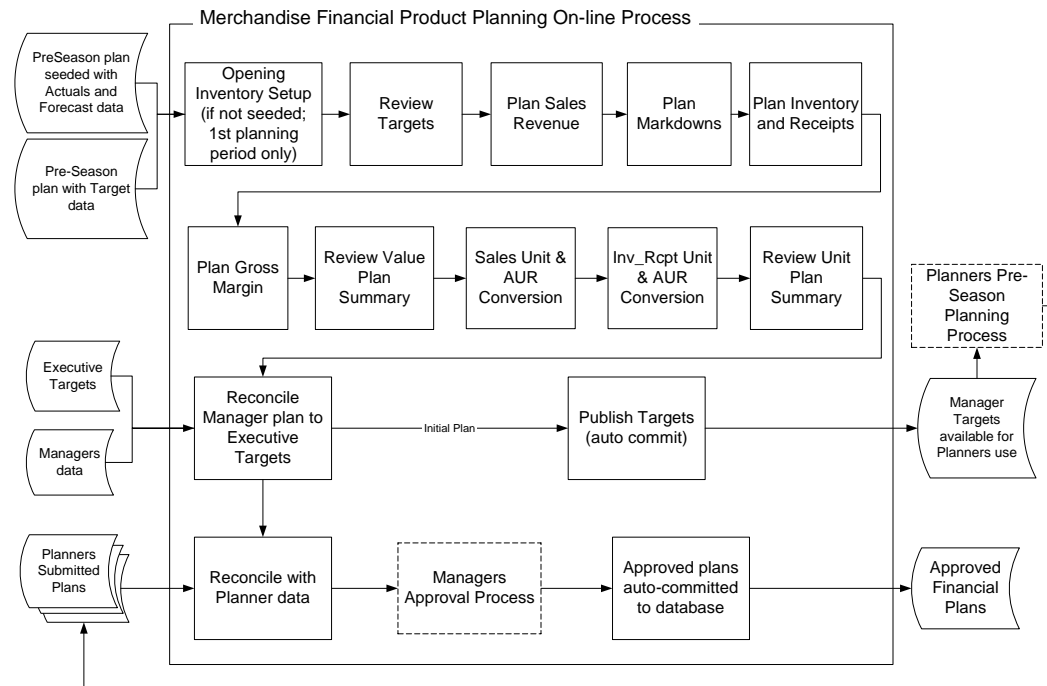 Merchandise Financial Product Planning On-line Process
PreSeason plan
seeded with
Actuals and
Forecast data
Opening
Inventory Setup
(if not seeded;
1st planning
period only)
Review
Targets
Plan Sales
Revenue
Plan
Markdowns
Plan Inventory
and Receipts
Pre-Season
plan with Target
data
Plan Gross
Margin
Review Value
Plan
Summary
Sales Unit &
AUR
Conversion
Inv_Rcpt Unit
& AUR
Conversion
Review Unit
Plan
Summary
Planners Pre-
Season
Planning
Process
Executive
Targets
Managers
data
Reconcile
Manager plan to
Executive
Targets
Initial Plan
Publish Targets
(auto commit)
Manager
Targets
available for
Planners use
Planners
Submitted
Plans
Reconcile with
Planner data
Managers
Approval Process
Approved plans
auto-committed
to database
Approved
Financial
Plans